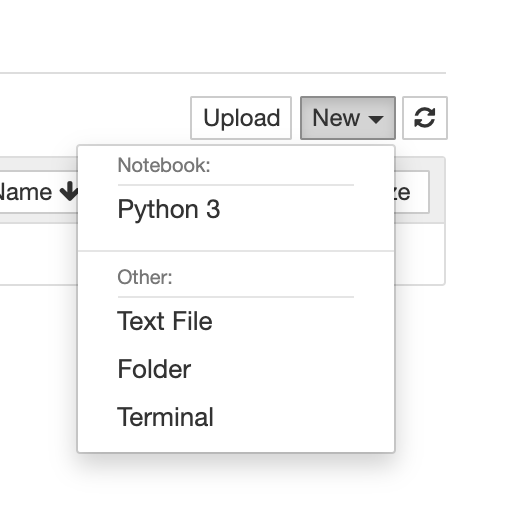 Upload New
Notebook:
Name
Python 3
Other:
Text File
Folder
Terminal